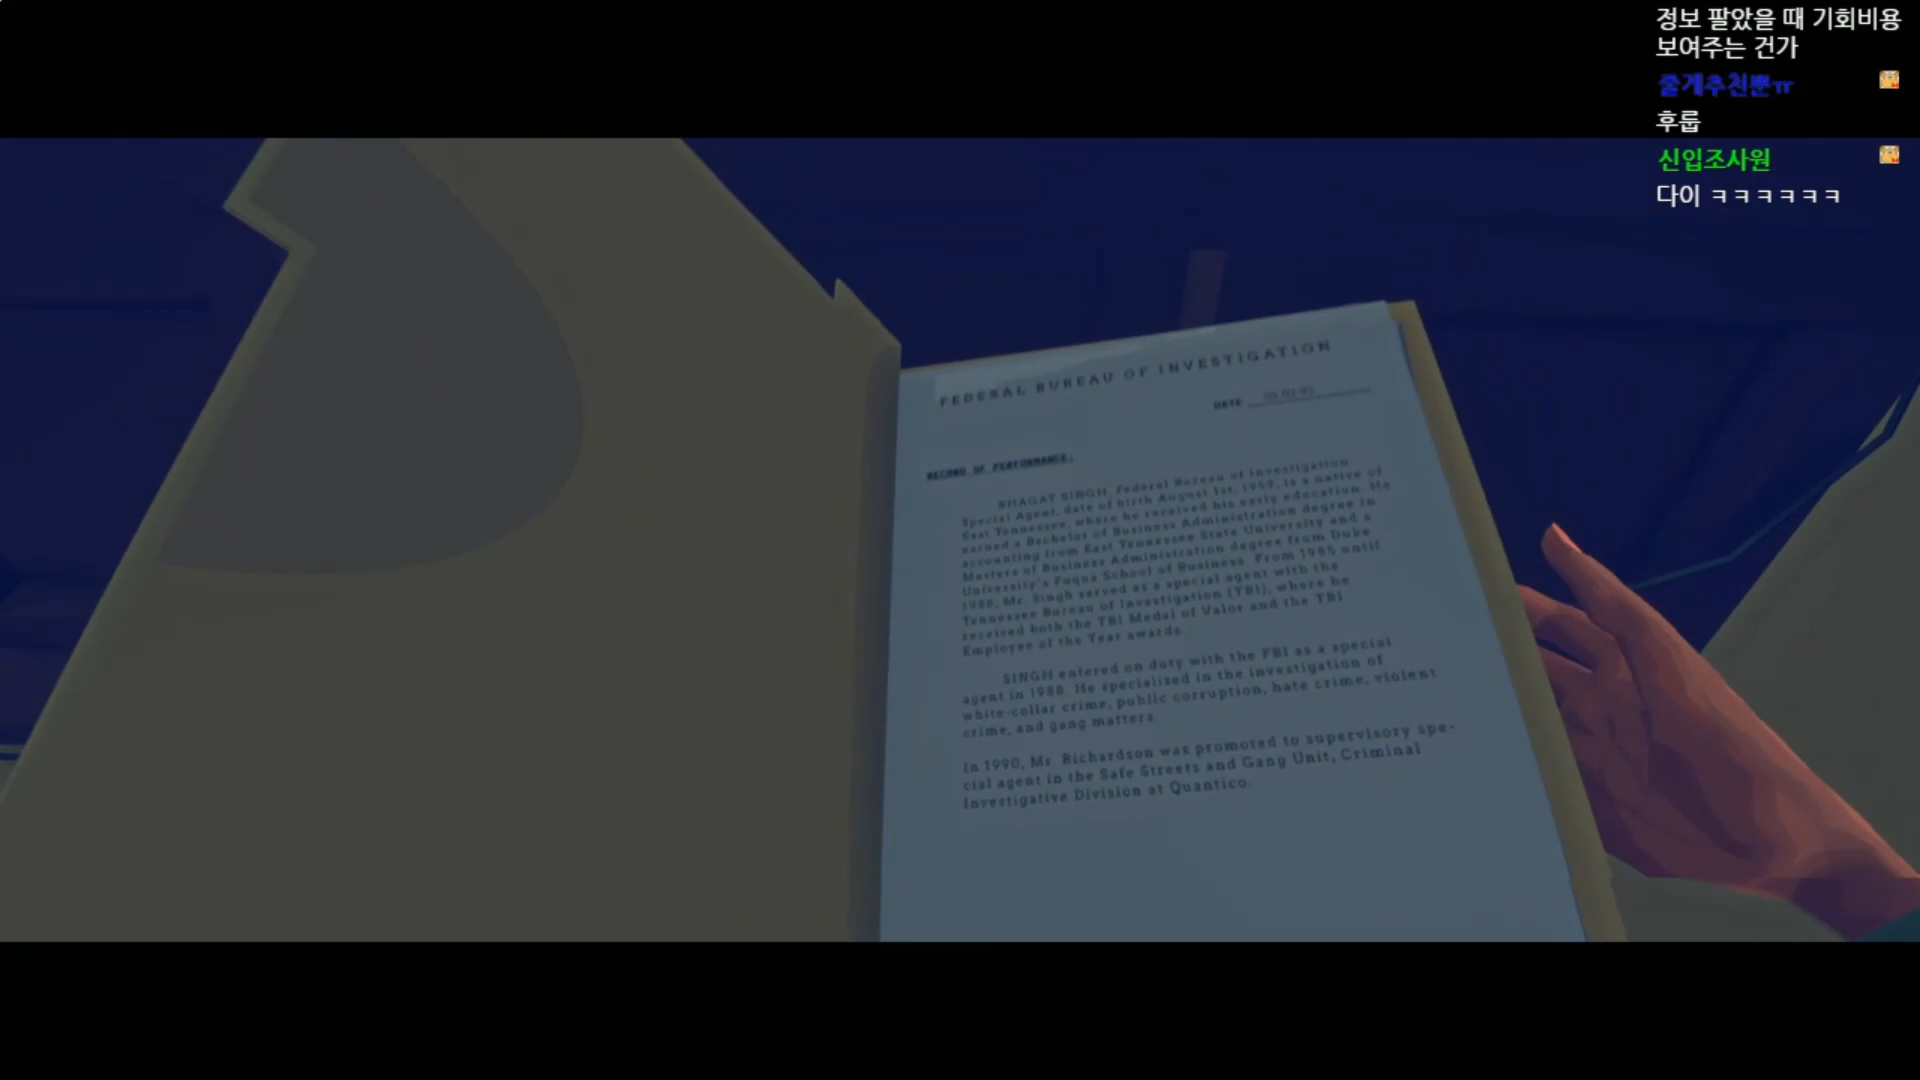 정보 팔았을 때 기회비용
보여주는 건가
줄게추천뿐ㅠ
후룹
신입조사원
다이 ㅋㅋㅋㅋㅋㅋ
FEDERAL BUREAU OF INVESTIGATION
DATE
RECORD OF PERFORMANCE:
BHAGAT SINGH, Federal Bureau of Investigation
Special Agent, date of birth August 1st, 1959, is a native of
East Tennessee, where he received his early education. He
earned a Bachelor of Business Administration degree in
accounting from East Tennessee State University and a
Masters of Business Administration degree from Duke
University's Fuqua School of Business. From 1985 until
1988, Mr. Singh served as a special agent with the
Tennessee Bureau of Investigation (TBI), where he
received both the TBI Medal of Valor and the TBI
Employee of the Year awards.
SINGH entered on duty with the FBI as a special
agent in 1988. He specialized in the investigation of
white-collar crime, public corruption, hate crime, violent
crime, and gang matters.
In 1990, Mr. Richardson was promoted to supervisory spe-
cial agent in the Safe Streets and Gang Unit, Criminal
Investigative Division at Quantico.